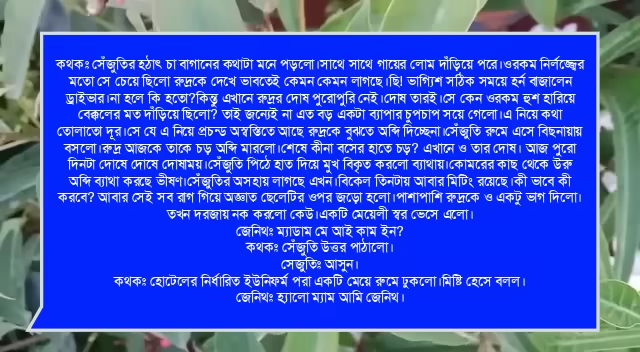 কথকঃ সেঁজুতির হঠাৎ চা বাগানের কথাটা মনে পড়লো।সাথে সাথে গায়ের লোম দাঁড়িয়ে পরে।ওরকম নির্লজ্জের
মতো সে চেয়ে ছিলো রুদ্রকে দেখে ভাবতেই কেমন কেমন লাগছে।ছি! ভাগ্যিশ সঠিক সময়ে হর্ন বাজালেন
ড্রাইভার।না হলে কি হতো?কিন্তু এখানে রুদ্রর দোষ পুরোপুরি নেই।দোষ তারই।সে কেন ওরকম হুশ হারিয়ে
বেক্কলের মত দাঁড়িয়ে ছিলো? তাই জন্যেই না এত বড় একটা ব্যাপার চুপচাপ সয়ে গেলো।এ নিয়ে কথা
তোলাতো দূর।সে যে এ নিয়ে প্রচন্ড অস্বস্তিতে আছে রুদ্রকে বুঝতে অব্দি দিচ্ছেনা।সেঁজুতি রুমে এসে বিছনায়ায়
বসলো।রুদ্র আজকে তাকে চড় অব্দি মারলো।শেষে কীনা বসের হাতে চড়? এখানে ও তার দোষ। আজ পুরো
দিনটা দোষে দোষে দোষাময়।সেঁজুতি পিঠে হাত দিয়ে মুখ বিকৃত করলো ব্যাথায়।কোমরের কাছ থেকে উরু
অব্দি ব্যাথা করছে ভীষণ।সেঁজুতির অসহায় লাগছে এখন।বিকেল তিনটায় আবার মিটিং রয়েছে।কী ভাবে কী
করবে? আবার সেই সব রাগ গিয়ে অজ্ঞাত ছেলেটির ওপর জড়ো হলো।পাশাপাশি রুদ্রকে ও একটু ভাগ দিলো।
তখন দরজায় নক করলো কেউ।একটি মেয়েলী স্বর ভেসে এলো।
জেনিথঃ ম্যাডাম মে আই কাম ইন?
কথকঃ সেঁজুতি উত্তর পাঠালো।
সেজুতিঃ আসুন।
কথকঃ হোটেলের নির্ধারিত ইউনিফর্ম পরা একটি মেয়ে রুমে ঢুকলো।মিষ্টি হেসে বলল।
জেনিথঃ হ্যালো ম্যাম আমি জেনিথ।